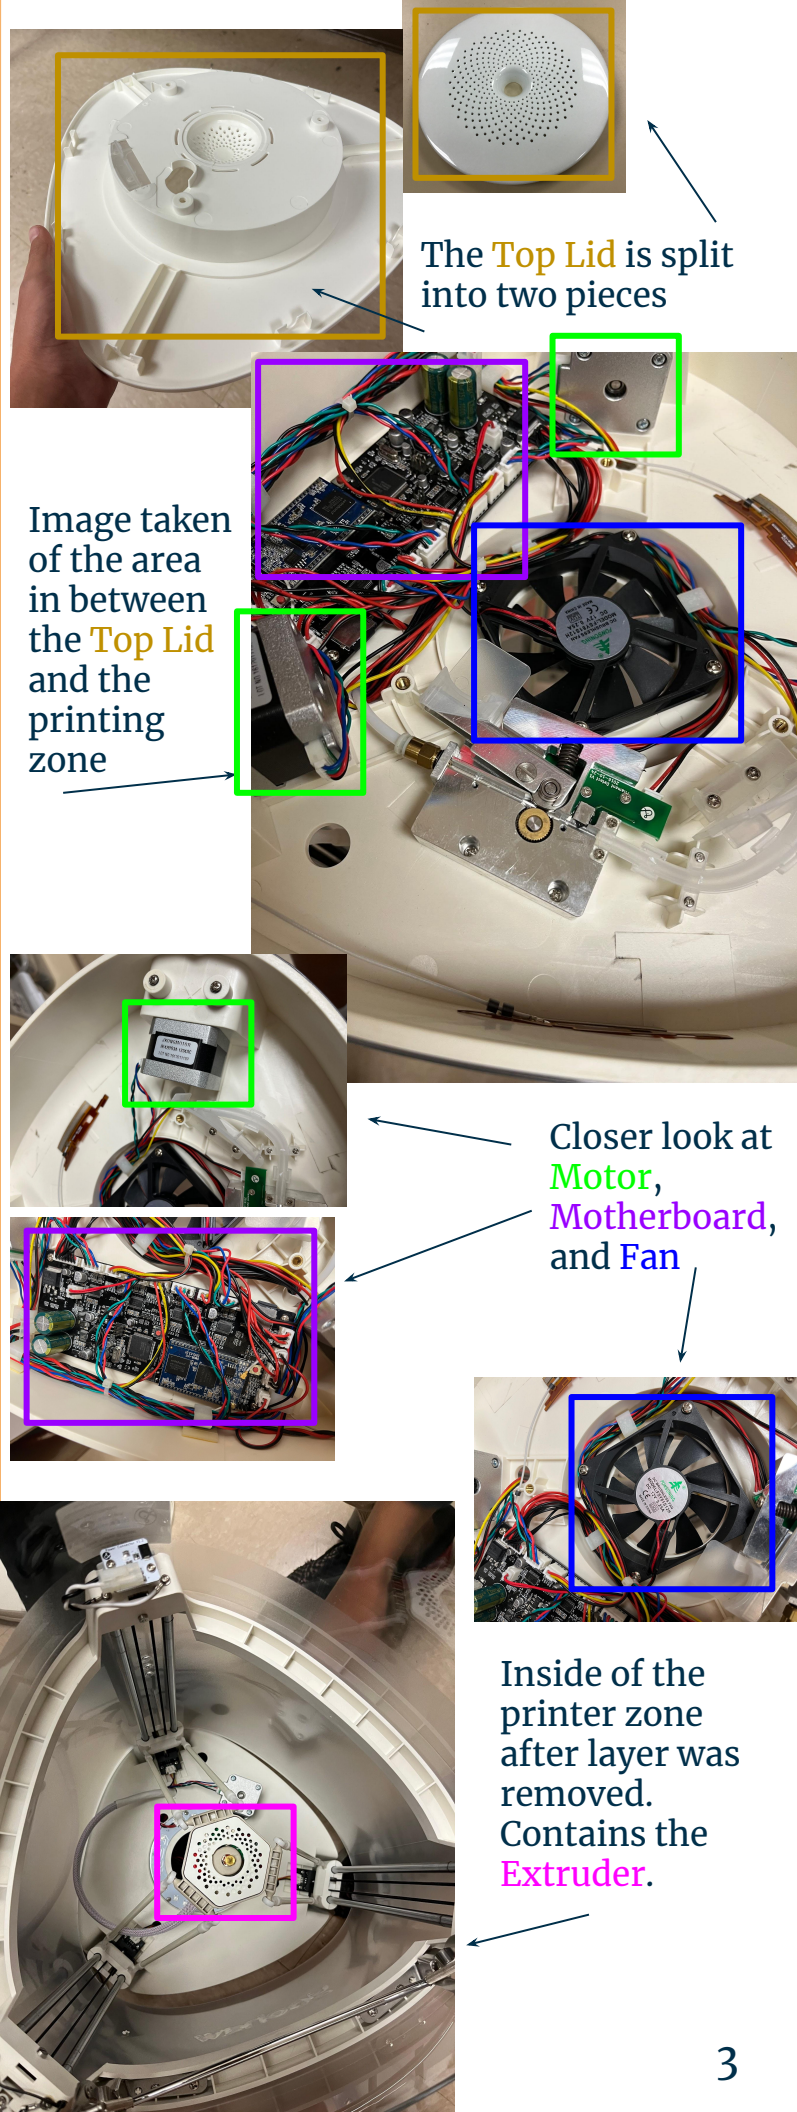 The Top Lid is split
into two pieces
Image taken
of the area
in between
the Top Lid
and the
printing
zone
Closer look at
Motor,
Motherboard,
and Fan
Inside of the
printer zone
after layer was
removed.
Contains the
Extruder.
3